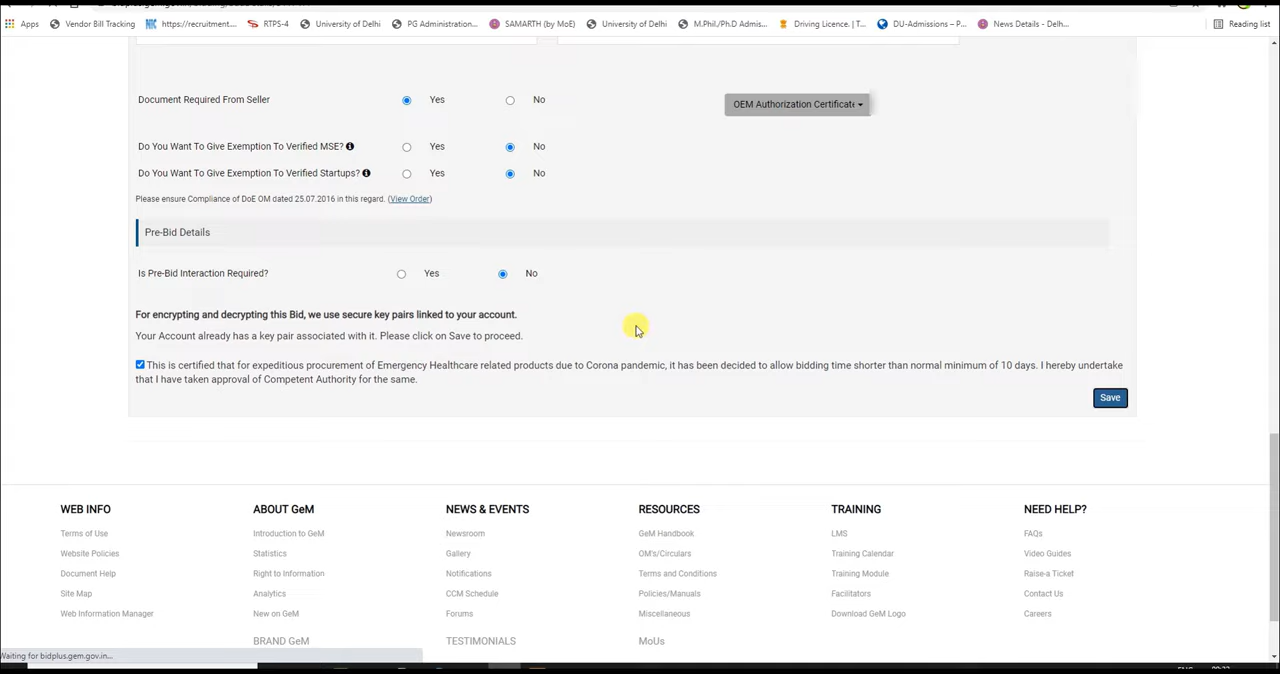 Apps Vendor Bill Tracking https://recruitment.... RTPS-4 University of Delhi PG Administration... SAMARTH (by MoE) University of Delhi M.Phil/Ph.D Admis... Driving Licence. | T... DU-Admissions – P... News Details - Delh... Reading list
Document Required From Seller Yes No OEM Authorization Certificate
Do You Want To Give Exemption To Verified MSE? Yes No
Do You Want To Give Exemption To Verified Startups? Yes No
Please ensure Compliance of DoE OM dated 25.07.2016 in this regard. (View Order)
Pre-Bid Details
Is Pre-Bid Interaction Required? Yes No
For encrypting and decrypting this Bid, we use secure key pairs linked to your account.
Your Account already has a key pair associated with it. Please click on Save to proceed.
This is certified that for expeditious procurement of Emergency Healthcare related products due to Corona pandemic, it has been decided to allow bidding time shorter than normal minimum of 10 days. I hereby undertake
that I have taken approval of Competent Authority for the same.
Save
WEB INFO ABOUT GeM NEWS & EVENTS RESOURCES TRAINING NEED HELP?
Terms of Use Introduction to GeM Newsroom GeM Handbook LMS FAQs
Website Policies Statistics Gallery OM's/Circulars Training Calendar Video Guides
Document Help Right to Information Notifications Terms and Conditions Training Module Raise-a Ticket
Site Map Analytics CCM Schedule Policies/Manuals Facilitators Contact Us
Web Information Manager New on GeM Forums Miscellaneous Download GeM Logo Careers
BRAND GeM TESTIMONIALS MoUs
Waiting for bidplus.gem.gov.in...